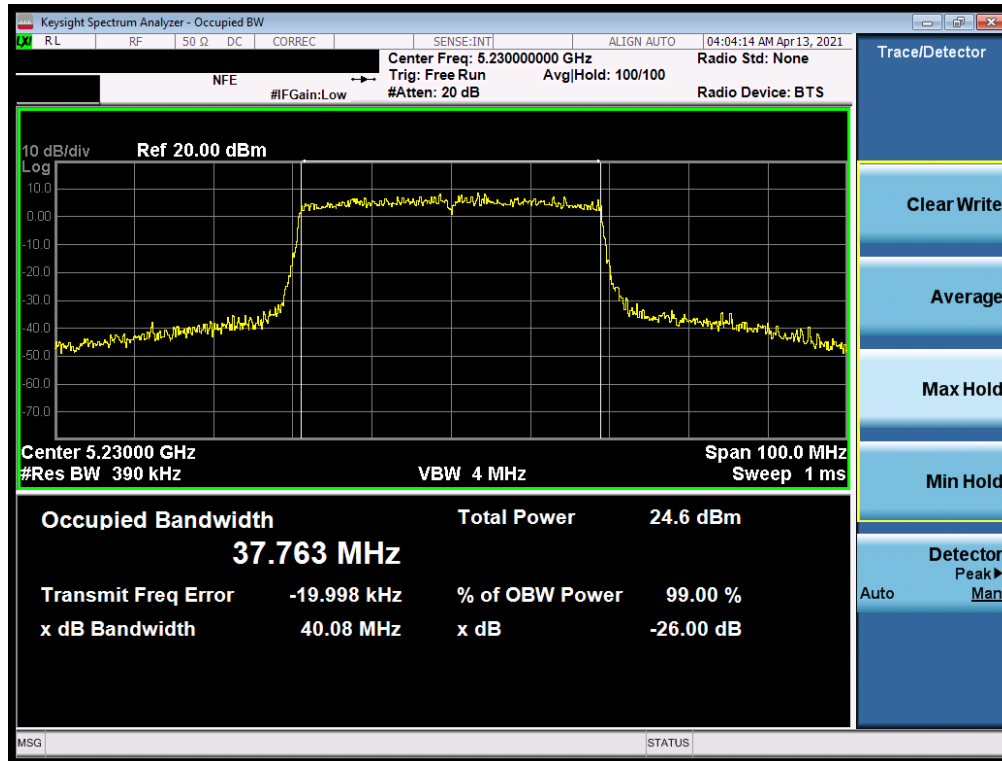 Keysight Spectrum Analyzer - Occupied BW
LXI RL RF 50 Ω DC CORREC SENSE:INT ALIGN AUTO 04:04:14 AM Apr 13, 2021
Center Freq: 5.230000000 GHz Radio Std: None
NFE Trig: Free Run Avg|Hold: 100/100
#IFGain:Low #Atten: 20 dB Radio Device: BTS
10 dB/div Ref 20.00 dBm
Log
10.0
0.00
-10.0
-20.0
-30.0
-40.0
-50.0
-60.0
-70.0
Center 5.23000 GHz Span 100.0 MHz
#Res BW 390 kHz VBW 4 MHz Sweep 1 ms
Occupied Bandwidth Total Power 24.6 dBm
37.763 MHz
Transmit Freq Error -19.998 kHz % of OBW Power 99.00 %
x dB Bandwidth 40.08 MHz x dB -26.00 dB
MSG STATUS
Trace/Detector
Clear Write
Average
Max Hold
Min Hold
Detector
Peak▶
Auto Man